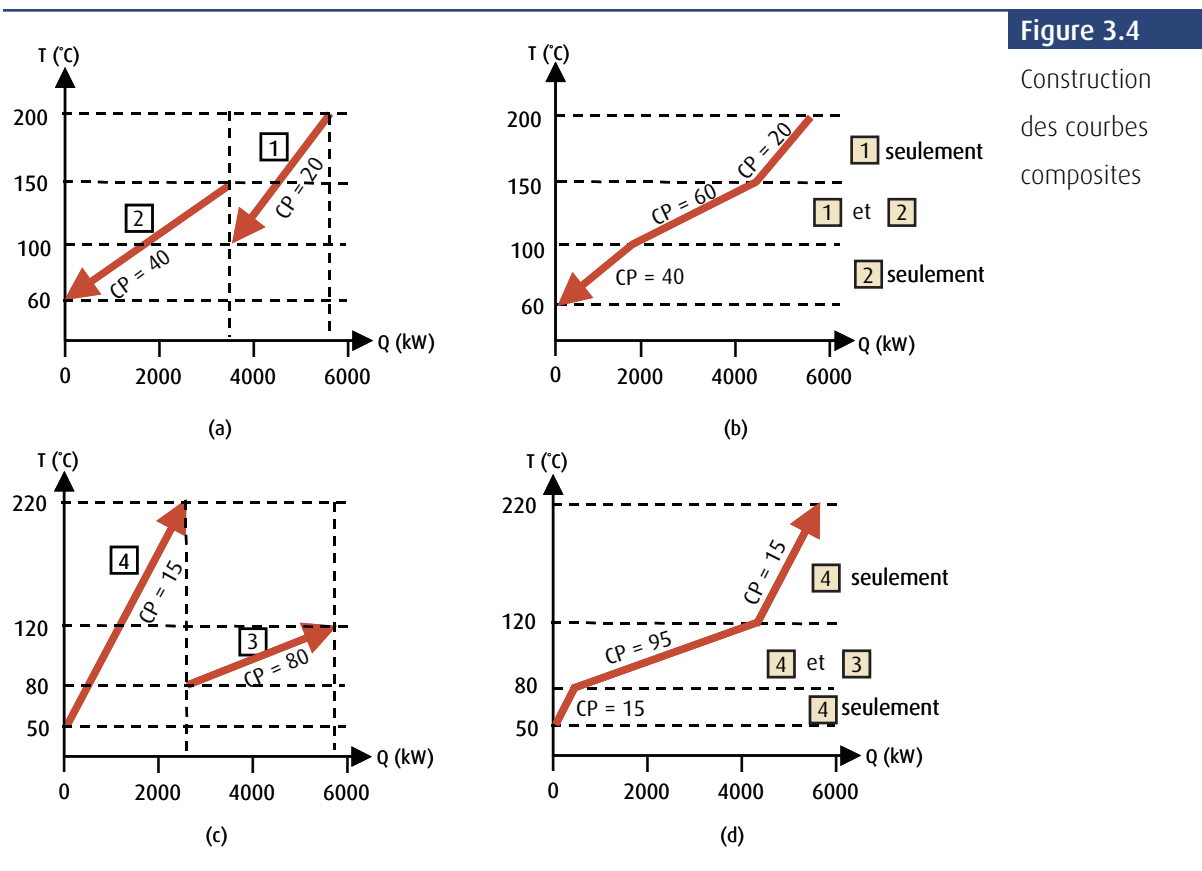 Figure 3.4
Construction
des courbes
composites
T (°C)
200
150
100
60
1
2
CP = 20
CP = 40
Q (kW)
0 2000 4000 6000
(a)
T (°C)
200
150
100
60
CP = 20
CP = 60
CP = 40
1 seulement
1 et 2
2 seulement
Q (kW)
0 2000 4000 6000
(b)
T (°C)
220
120
80
50
4
CP = 15
3
CP = 80
Q (kW)
0 2000 4000 6000
(c)
T (°C)
220
120
80
50
CP = 15
CP = 95
CP = 15
4 seulement
4 et 3
4 seulement
Q (kW)
0 2000 4000 6000
(d)